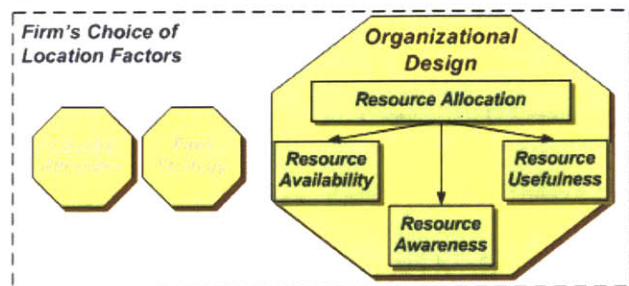 Firm's Choice of
Location Factors
Organizational
Design
Resource Allocation
Resource
Availability
Resource
Usefulness
Resource
Awareness